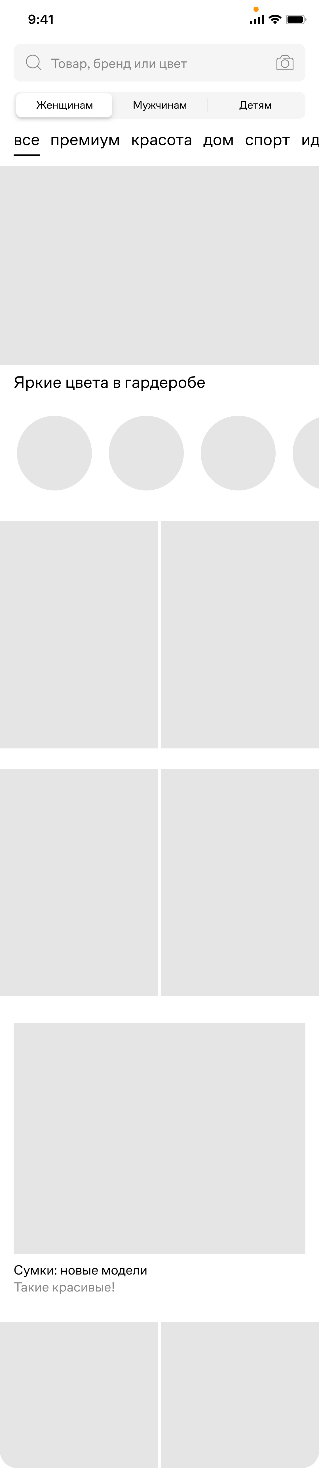 9:41
Товар, бренд или цвет
Женщинам Мужчинам Детям
все премиум красота дом спорт ид
Яркие цвета в гардеробе
Сумки: новые модели
Такие красивые!